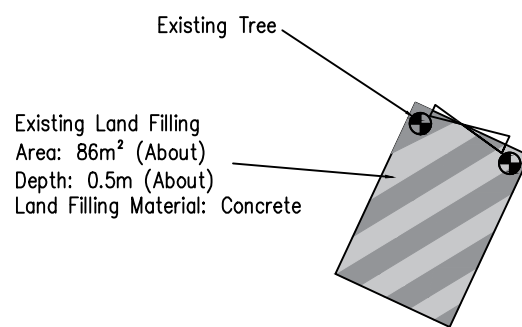 Existing Tree
Existing Land Filling
Area: 86m² (About)
Depth: 0.5m (About)
Land Filling Material: Concrete